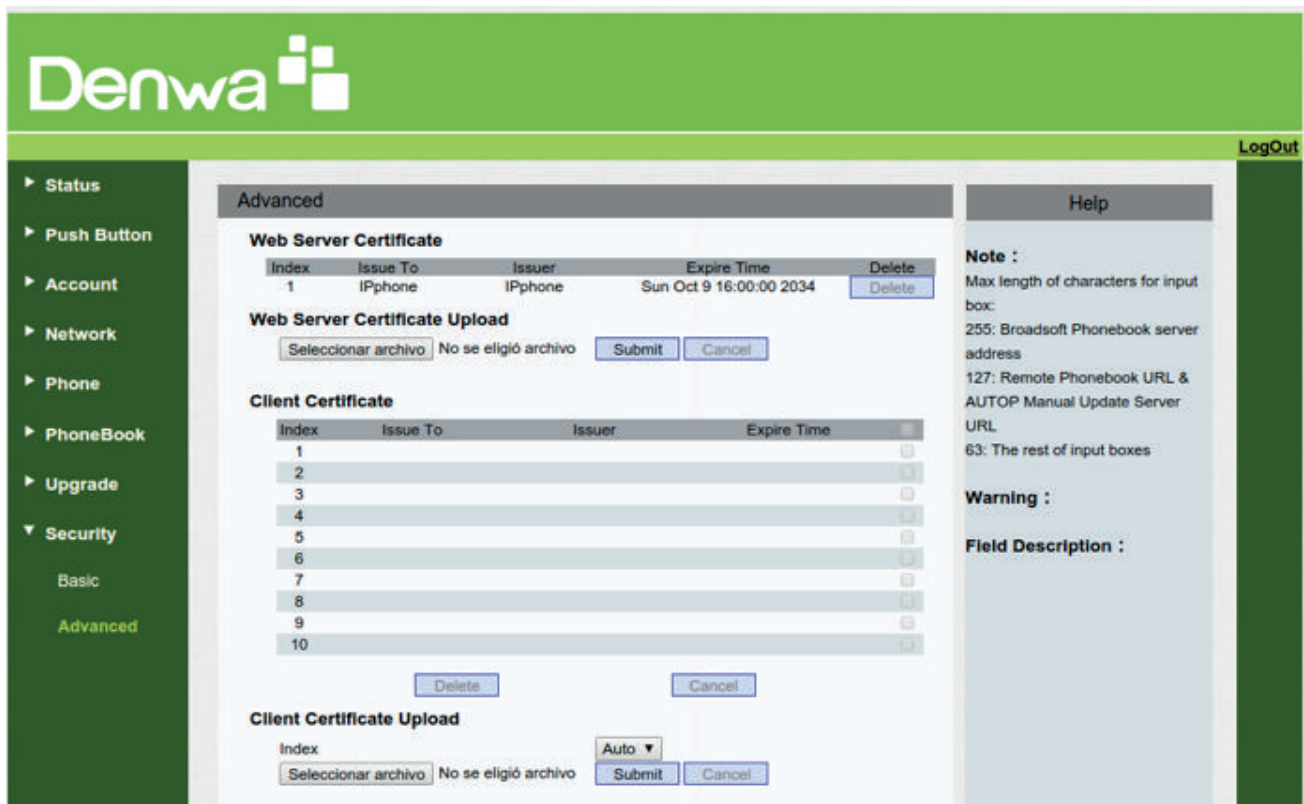 Denwa
LogOut
Status
Push Button
Account
Network
Phone
PhoneBook
Upgrade
Security
Basic
Advanced
Advanced
Web Server Certificate
Index Issue To Issuer Expire Time Delete
1 IPphone IPphone Sun Oct 9 16:00:00 2034 Delete
Web Server Certificate Upload
Seleccionar archivo No se eligió archivo Submit Cancel
Client Certificate
Index Issue To Issuer Expire Time
1
2
3
4
5
6
7
8
9
10
Delete Cancel
Client Certificate Upload
Index Auto
Seleccionar archivo No se eligió archivo Submit Cancel
Help
Note :
Max length of characters for input
box:
255: Broadsoft Phonebook server
address
127: Remote Phonebook URL &
AUTOP Manual Update Server
URL
63: The rest of input boxes
Warning :
Field Description :